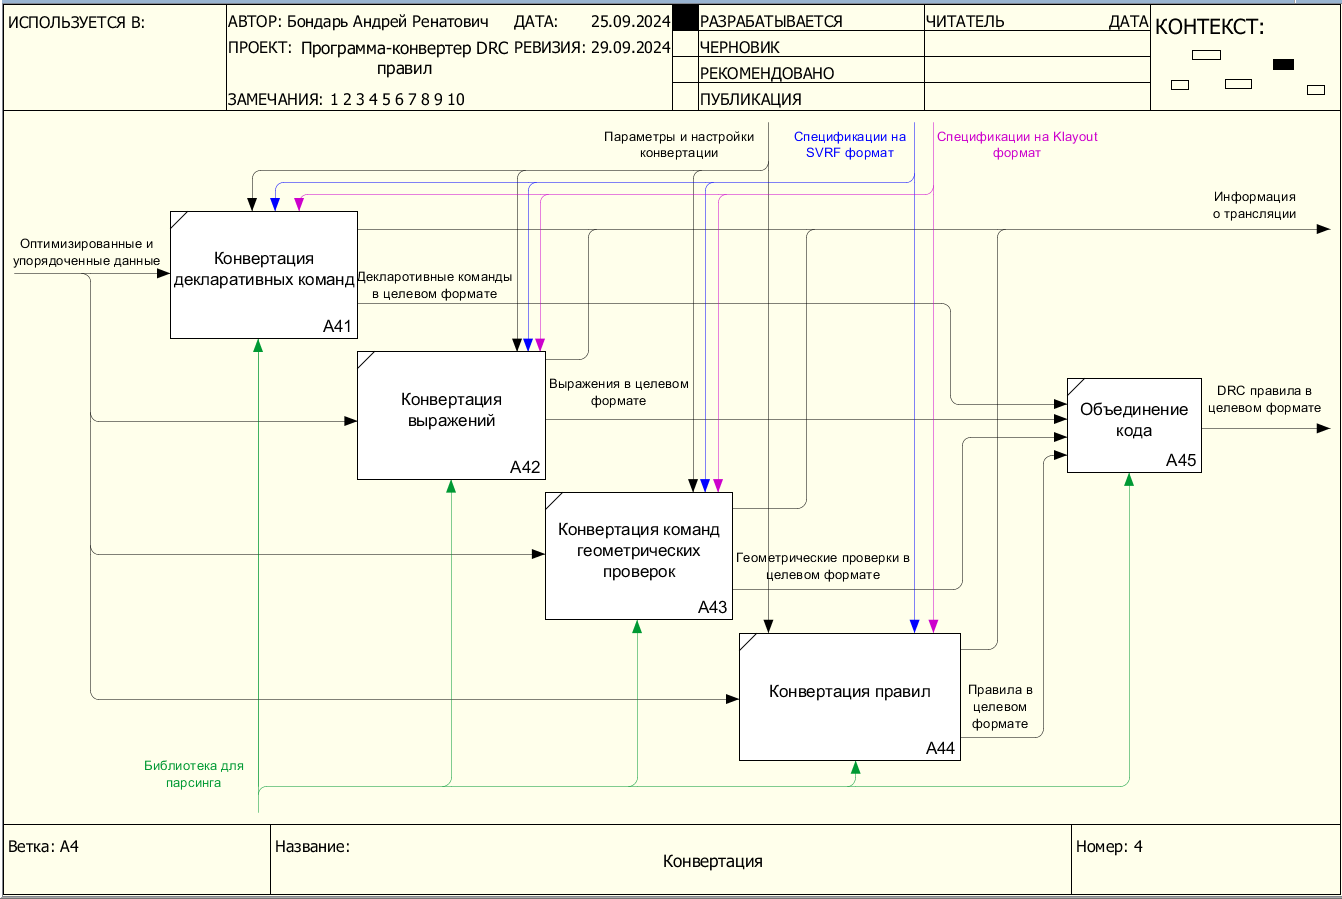 ИСПОЛЬЗУЕТСЯ В:
АВТОР: Бондарь Андрей Ренатович ДАТА: 25.09.2024
ПРОЕКТ: Программа-конвертер DRC правил РЕВИЗИЯ: 29.09.2024
ЗАМЕЧАНИЯ: 1 2 3 4 5 6 7 8 9 10
РАЗРАБАТЫВАЕТСЯ
ЧЕРНОВИК
РЕКОМЕНДОВАНО
ПУБЛИКАЦИЯ
ЧИТАТЕЛЬ ДАТА
КОНТЕКСТ:
Параметры и настройки
конвертации
Спецификации на
SVRF формат
Спецификации на Klayout
формат
Информация
о трансляции
Оптимизированные и
упорядоченные данные
Конвертация
декларативных команд
A41
Декларотивные команды
в целевом формате
Конвертация
выражений
A42
Выражения в целевом
формате
Объединение
кода
A45
DRC правила в
целевом формате
Конвертация команд
геометрических
проверок
A43
Геометрические проверки в
целевом формате
Конвертация правил
A44
Правила в
целевом
формате
Библиотека для
парсинга
Ветка: A4
Название:
Конвертация
Номер: 4